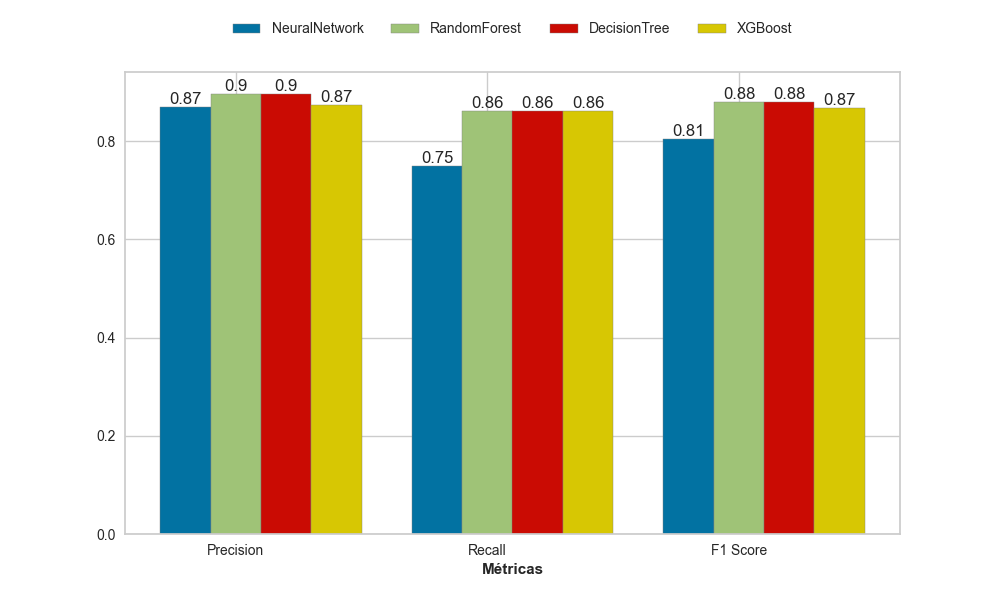 NeuralNetwork RandomForest DecisionTree XGBoost
0.87 0.9 0.9 0.87
0.75 0.86 0.86 0.86
0.81 0.88 0.88 0.87
0.8
0.6
0.4
0.2
0.0
Precision Recall F1 Score
Métricas